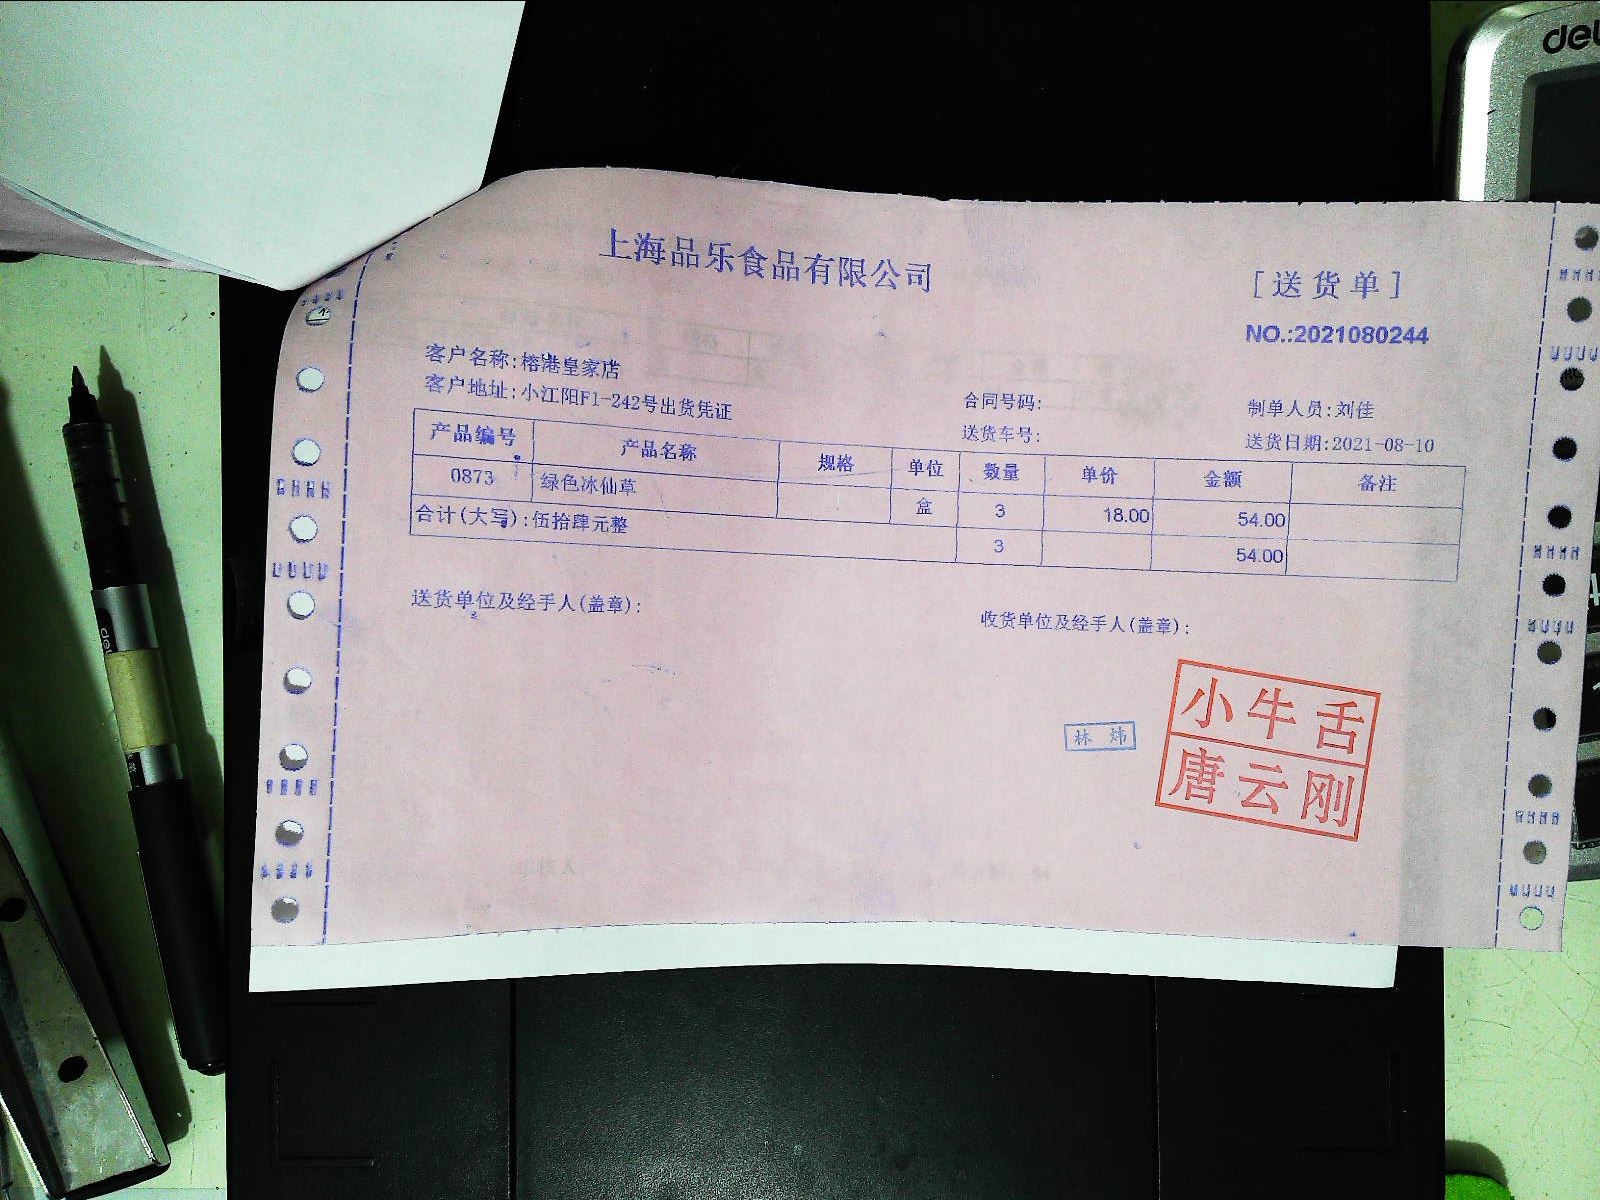 上海品乐食品有限公司
[送货单]
NO.:2021080244
客户名称:榕港皇家店
客户地址:小江阳F1-242号出货凭证
合同号码:
制单人员:刘佳
送货车号:
送货日期:2021-08-10
产品编号 产品名称 规格 单位 数量 单价 金额 备注
0873 绿色冰仙草 盒 3 18.00 54.00
合计(大写):伍拾肆元整 3 54.00
送货单位及经手人(盖章):
收货单位及经手人(盖章):
林炜
小牛舌
唐云刚